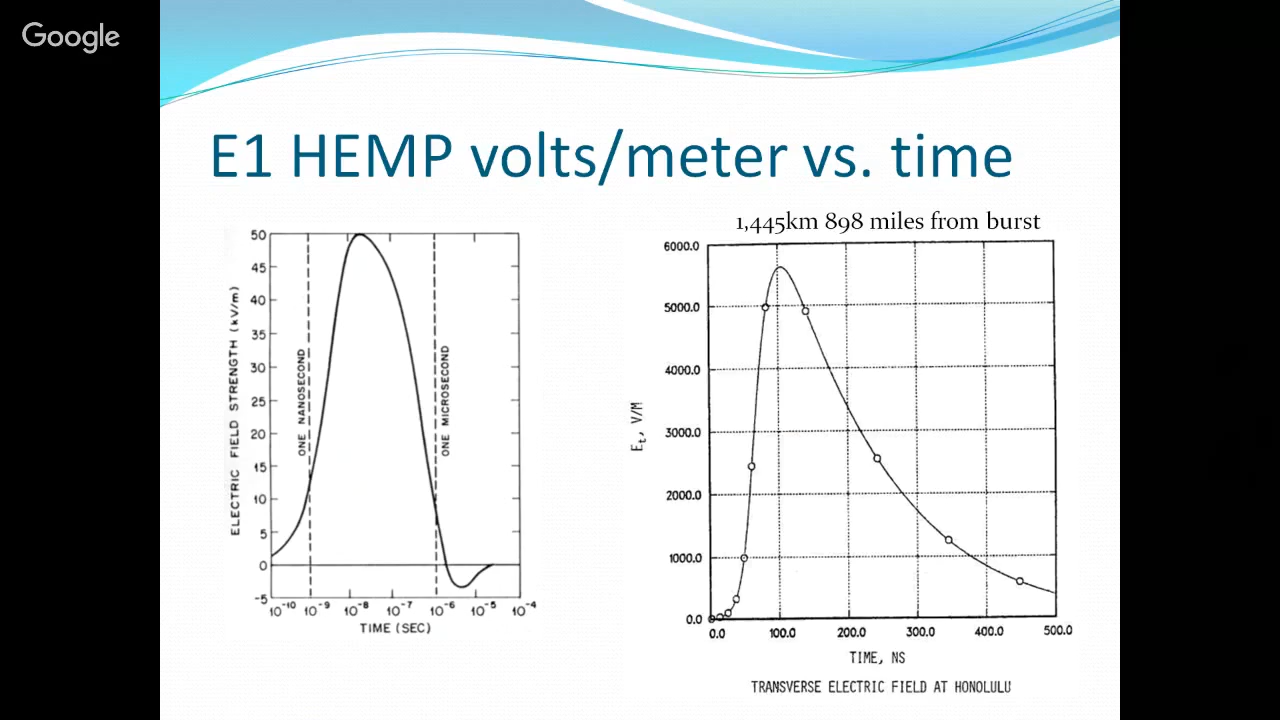 Google
E1 HEMP volts/meter vs. time
1,445km 898 miles from burst
ELECTRIC FIELD STRENGTH (kV/m)
50
45
40
35
30
25
20
15
10
5
0
-5
ONE NANOSECOND
ONE MICROSECOND
10⁻¹⁰ 10⁻⁹ 10⁻⁸ 10⁻⁷ 10⁻⁶ 10⁻⁵ 10⁻⁴
TIME (SEC)
Eₜ, V/M
6000.0
5000.0
4000.0
3000.0
2000.0
1000.0
0.0
0.0 100.0 200.0 300.0 400.0 500.0
TIME, NS
TRANSVERSE ELECTRIC FIELD AT HONOLULU